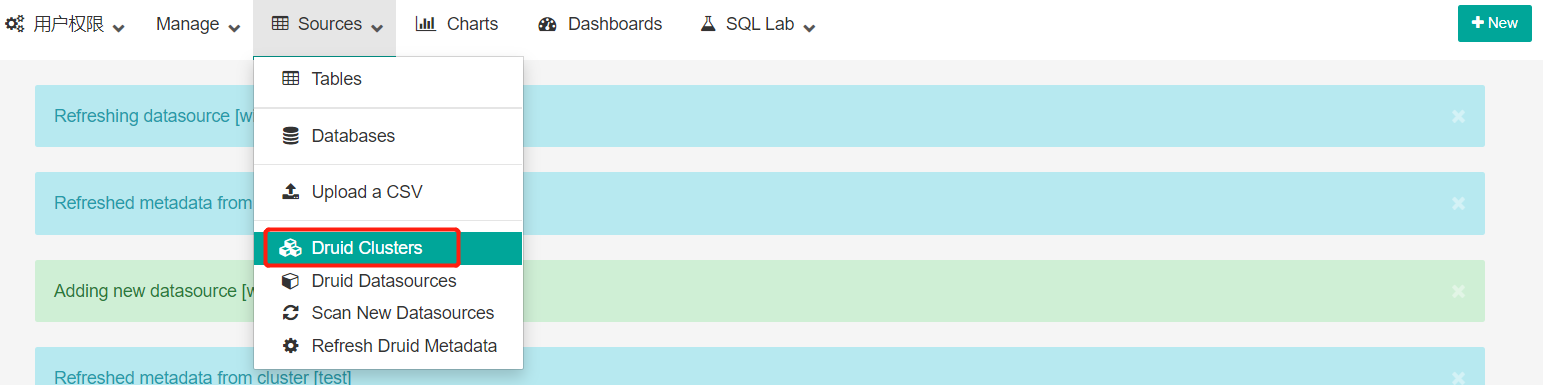 用户权限 Manage Sources Charts Dashboards SQL Lab New
Tables
Refreshing datasource [w
Databases
Upload a CSV
Refreshed metadata from
Druid Clusters
Druid Datasources
Adding new datasource [w
Scan New Datasources
Refresh Druid Metadata
Refreshed metadata from cluster [test]